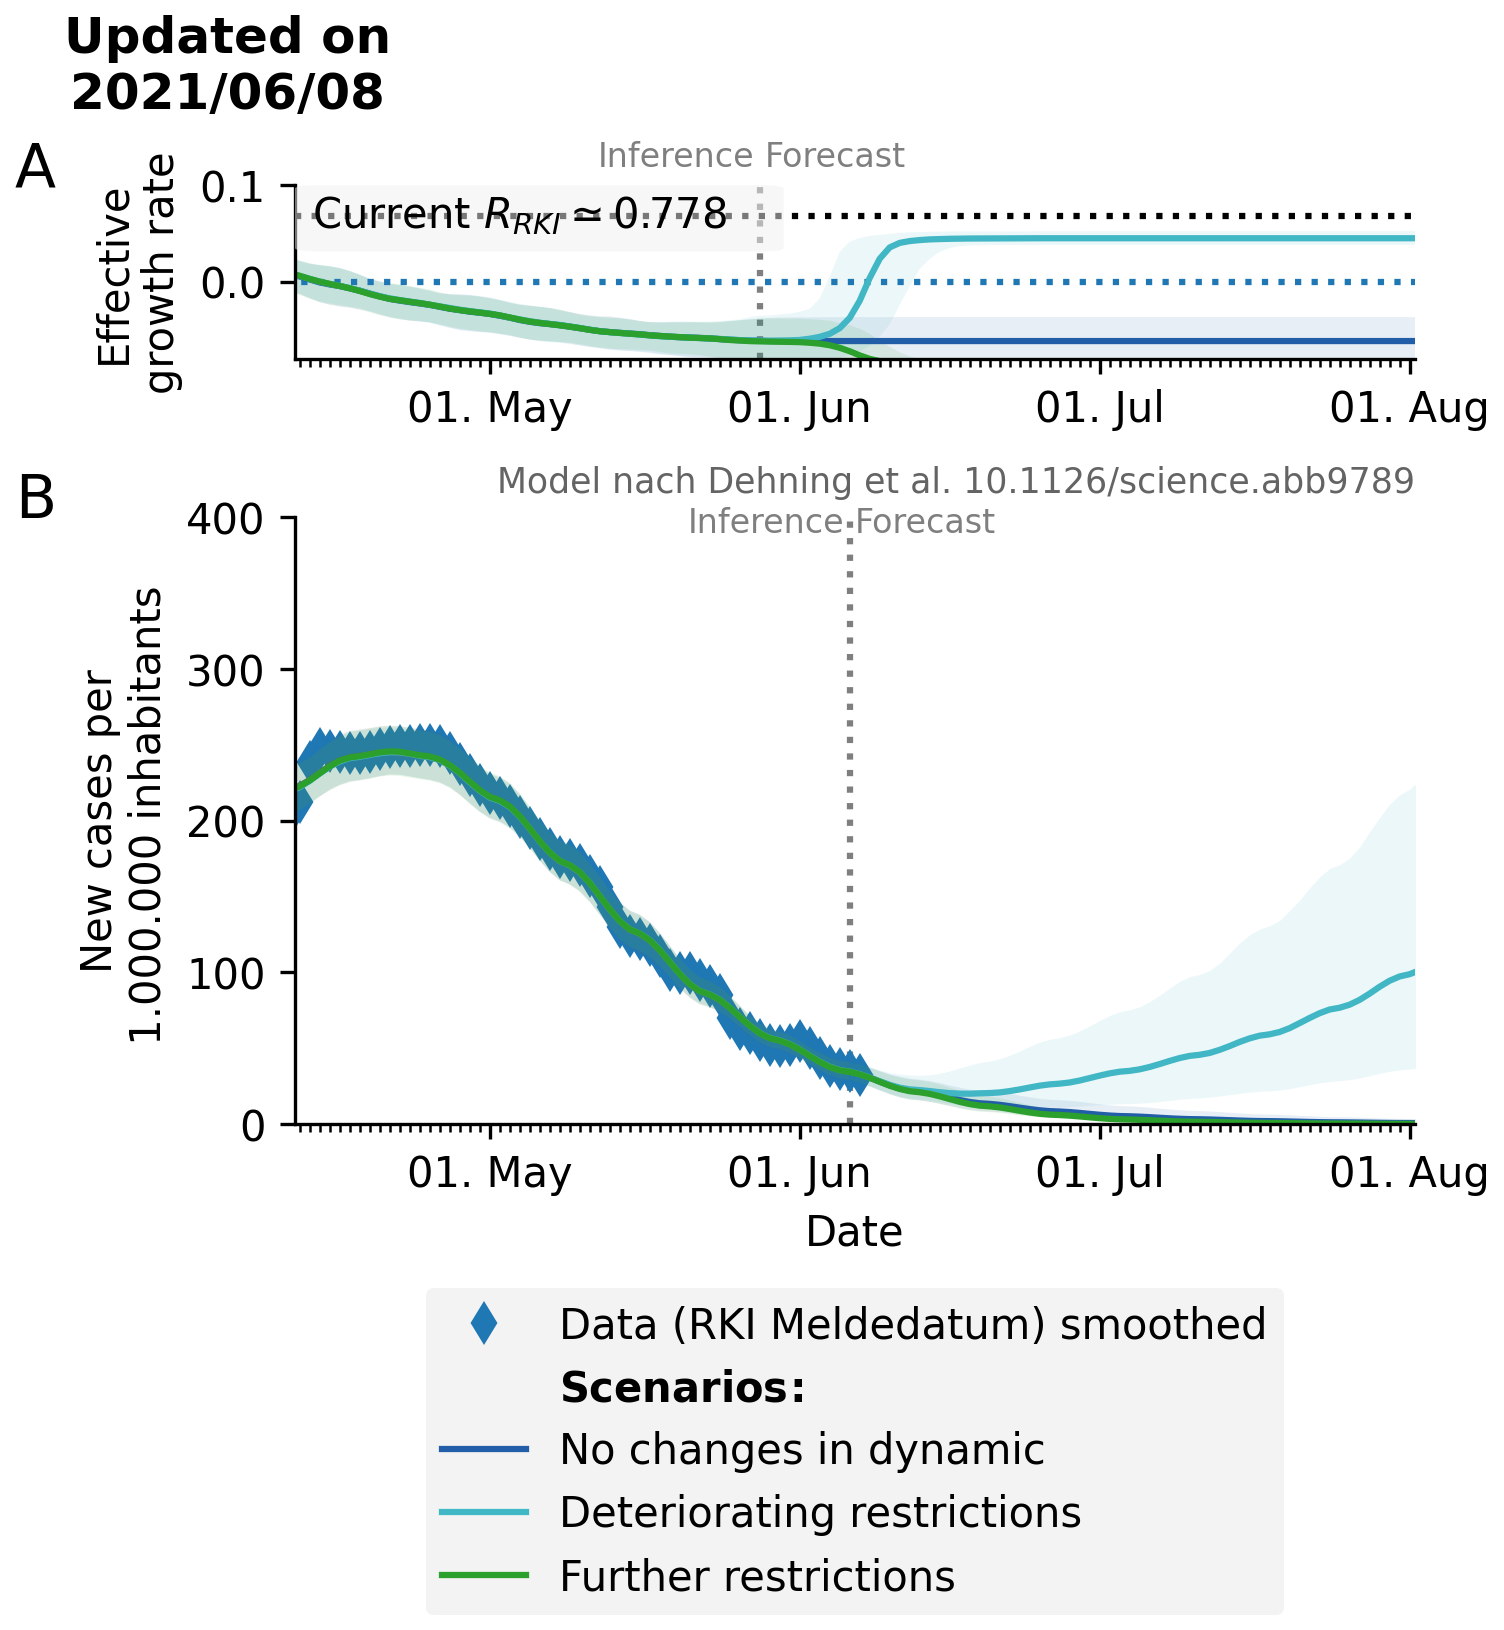 Updated on
2021/06/08
A
Inference Forecast
Effective
growth rate
0.1
0.0
Current R_RKI ≃ 0.778
01. May 01. Jun 01. Jul 01. Aug
B
Model nach Dehning et al. 10.1126/science.abb9789
Inference Forecast
New cases per
1.000.000 inhabitants
400
300
200
100
0
01. May 01. Jun 01. Jul 01. Aug
Date
Data (RKI Meldedatum) smoothed
Scenarios:
No changes in dynamic
Deteriorating restrictions
Further restrictions